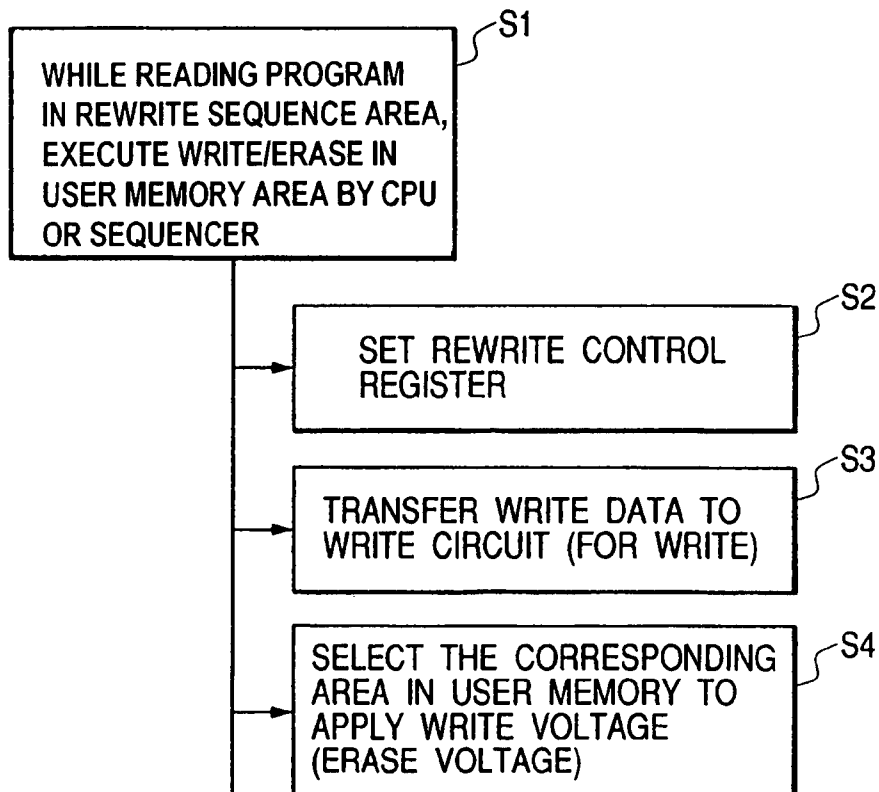 S1
WHILE READING PROGRAM
IN REWRITE SEQUENCE AREA,
EXECUTE WRITE/ERASE IN
USER MEMORY AREA BY CPU
OR SEQUENCER
S2
SET REWRITE CONTROL
REGISTER
S3
TRANSFER WRITE DATA TO
WRITE CIRCUIT (FOR WRITE)
S4
SELECT THE CORRESPONDING
AREA IN USER MEMORY TO
APPLY WRITE VOLTAGE
(ERASE VOLTAGE)